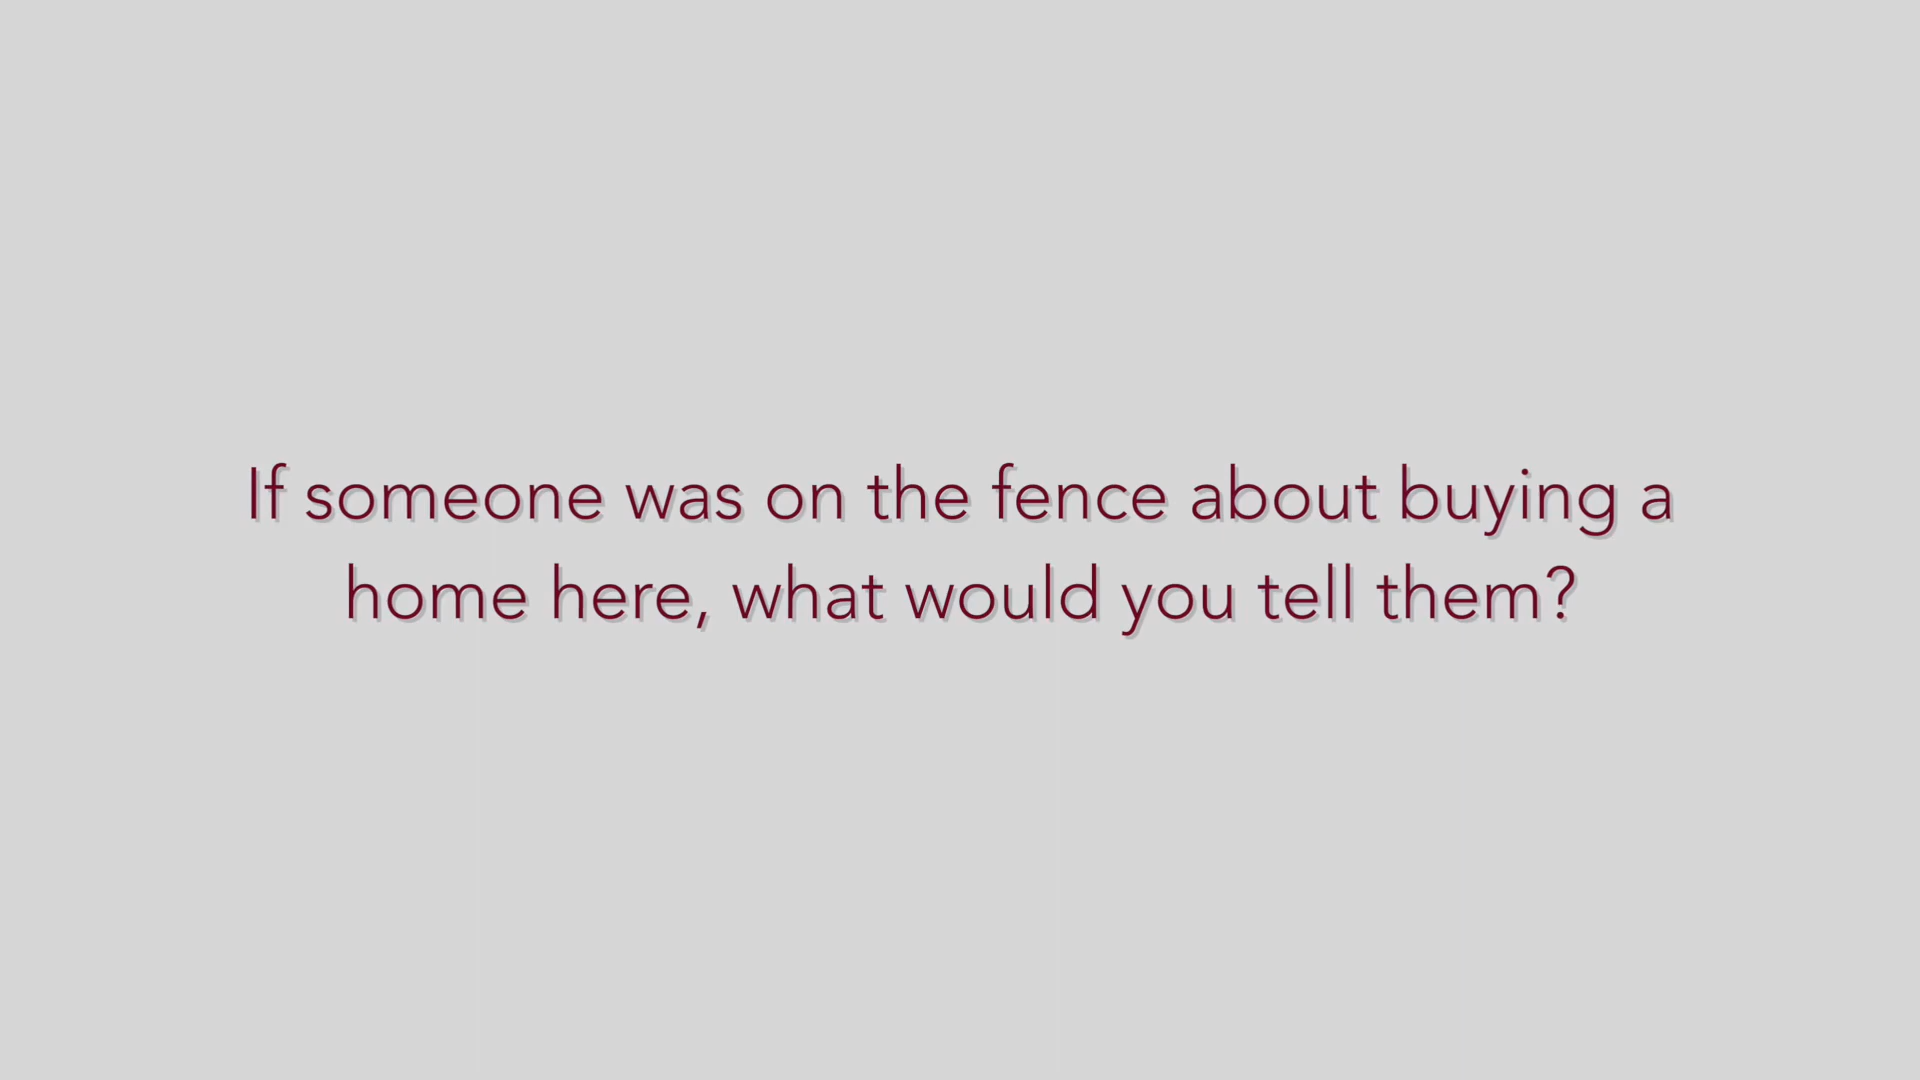 If someone was on the fence about buying a
home here, what would you tell them?